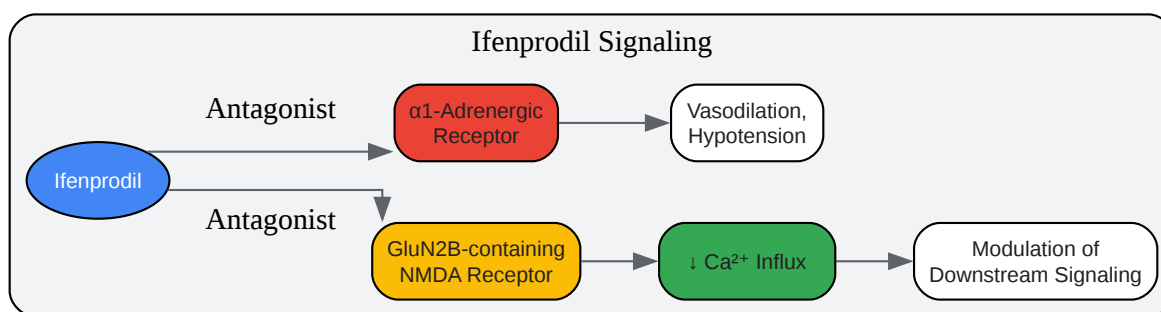 Ifenprodil Signaling
Antagonist
α1-Adrenergic
Receptor
Vasodilation,
Hypotension
Ifenprodil
Antagonist
GluN2B-containing
NMDA Receptor
↓ Ca²⁺ Influx
Modulation of
Downstream Signaling